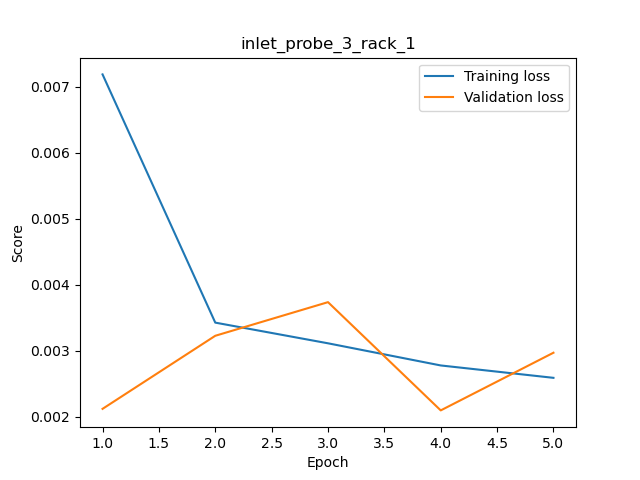 inlet_probe_3_rack_1
Training loss
Validation loss
0.007
0.006
0.005
0.004
0.003
0.002
Score
1.0 1.5 2.0 2.5 3.0 3.5 4.0 4.5 5.0
Epoch